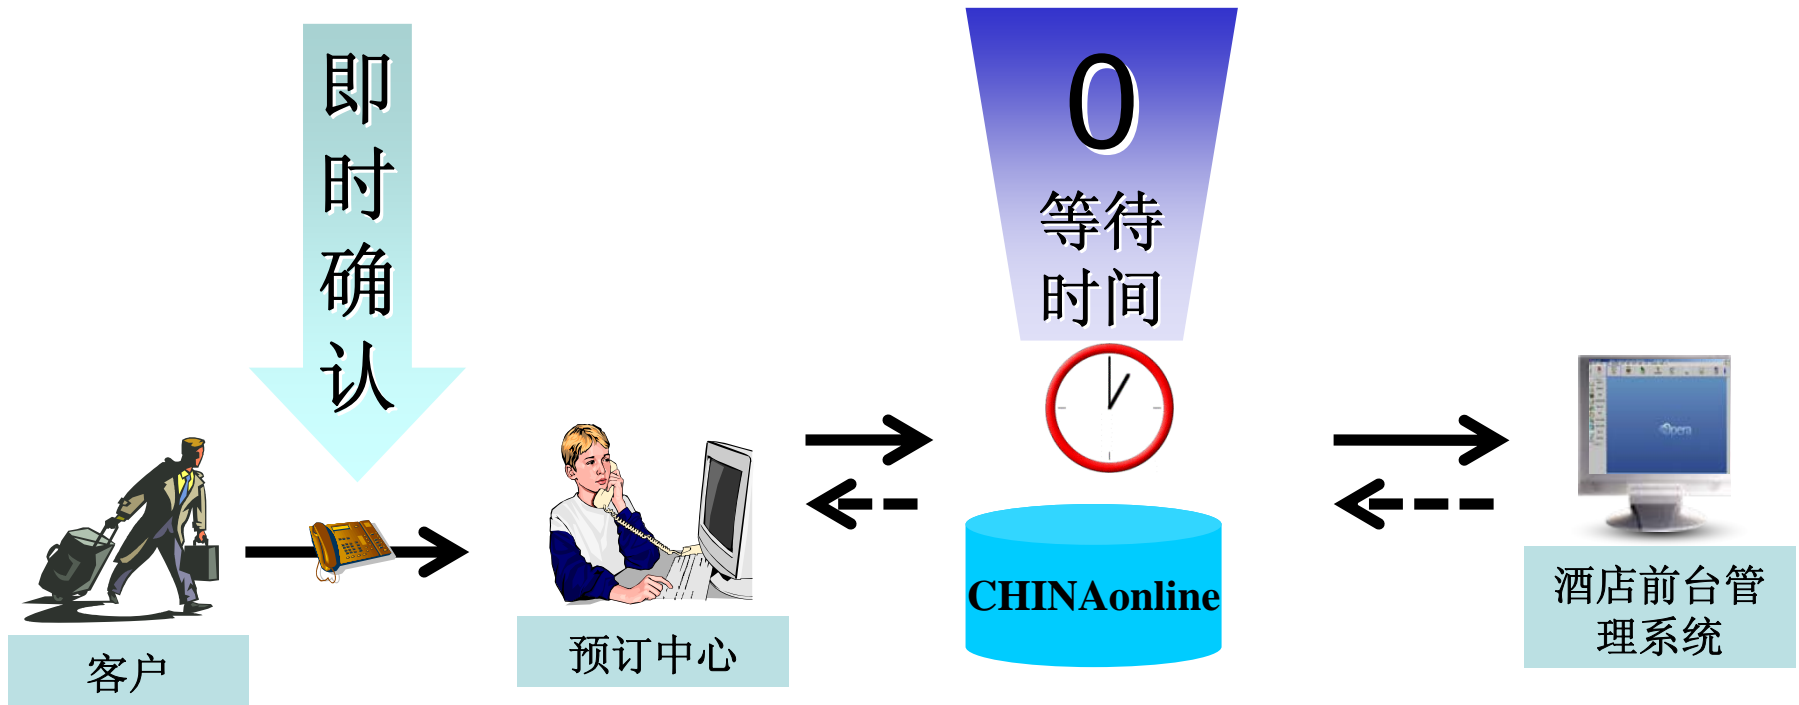 即
时
确
认
0
等待
时间
Opera
CHINAonline
客户
预订中心
酒店前台管
理系统